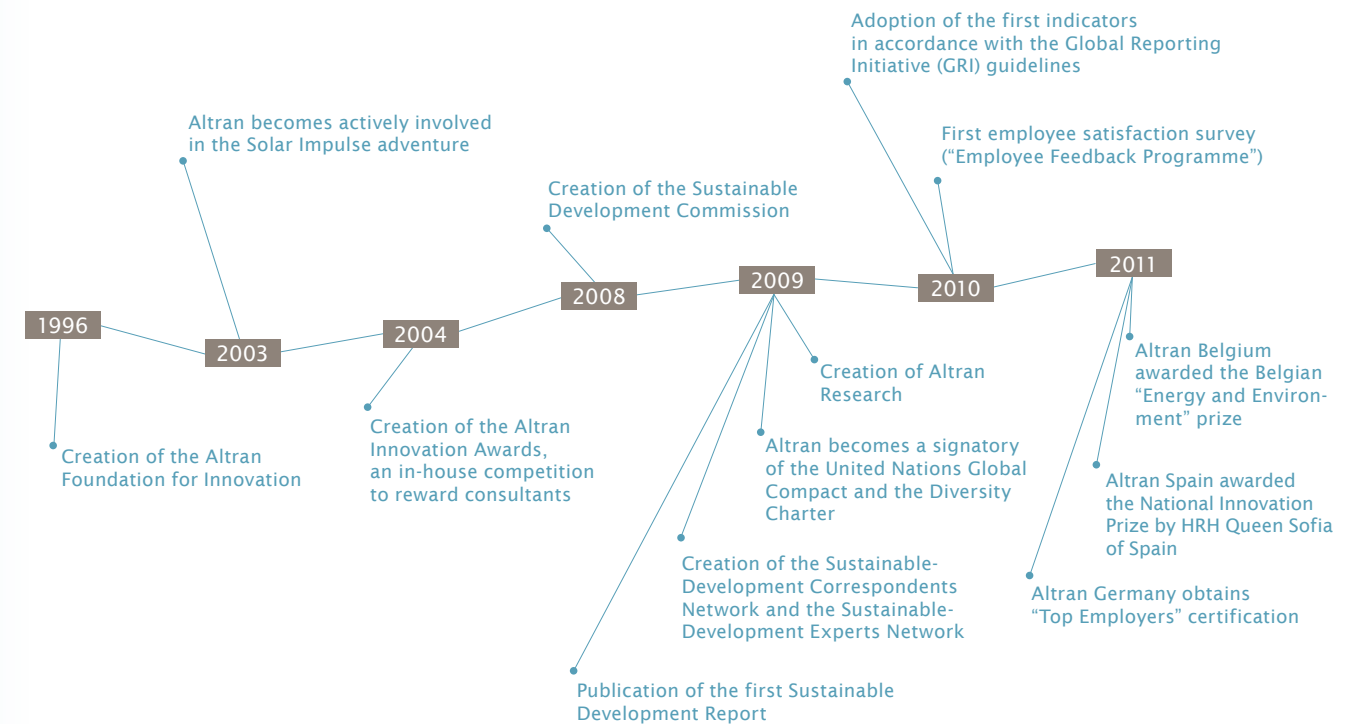 1996
Creation of the Altran
Foundation for Innovation
2003
Altran becomes actively involved
in the Solar Impulse adventure
2004
Creation of the Altran
Innovation Awards,
an in-house competition
to reward consultants
2008
Creation of the Sustainable
Development Commission
2009
Publication of the first Sustainable
Development Report
Creation of the Sustainable-
Development Correspondents
Network and the Sustainable-
Development Experts Network
Altran becomes a signatory
of the United Nations Global
Compact and the Diversity
Charter
Creation of Altran
Research
2010
Adoption of the first indicators
in accordance with the Global Reporting
Initiative (GRI) guidelines
First employee satisfaction survey
(“Employee Feedback Programme”)
2011
Altran Germany obtains
“Top Employers” certification
Altran Spain awarded
the National Innovation
Prize by HRH Queen Sofia
of Spain
Altran Belgium
awarded the Belgian
“Energy and Environ-
ment” prize